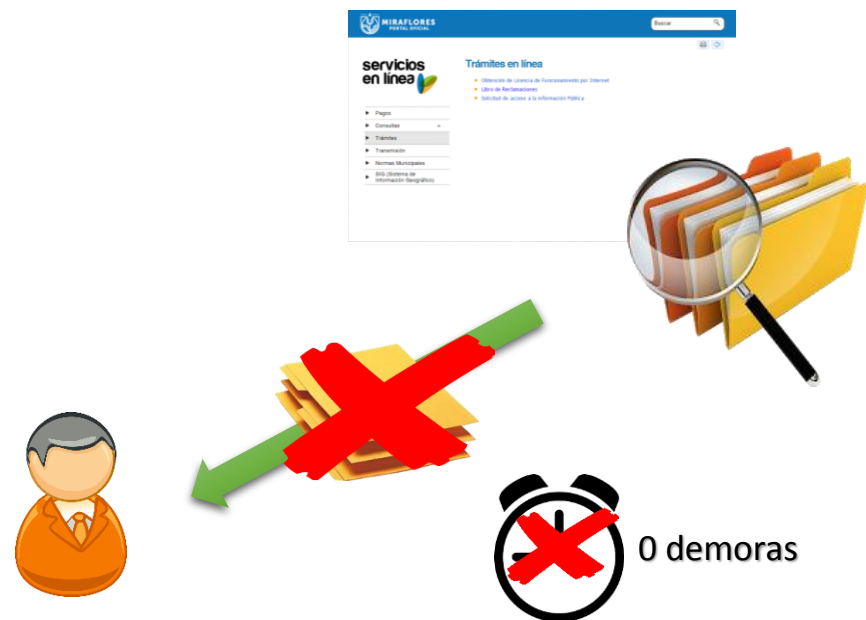 MIRAFLORES
PORTAL OFICIAL
Buscar
servicios
en línea
Trámites en línea
Obtención de Licencia de Funcionamiento por Internet
Libro de Reclamaciones
Solicitud de acceso a la Información Pública
Pagos
Consultas
Trámites
Transmisión
Normas Municipales
SIG (Sistema de
Información Geográfico)
0 demoras